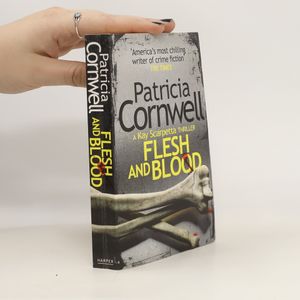 'America's most chilling
writer of crime fiction'
THE TIMES
Patricia
Cornwell
A Kay Scarpetta THRILLER
FLESH
AND BLOOD
Patricia
Cornwell
FLESH
AND BLOOD
HARPER